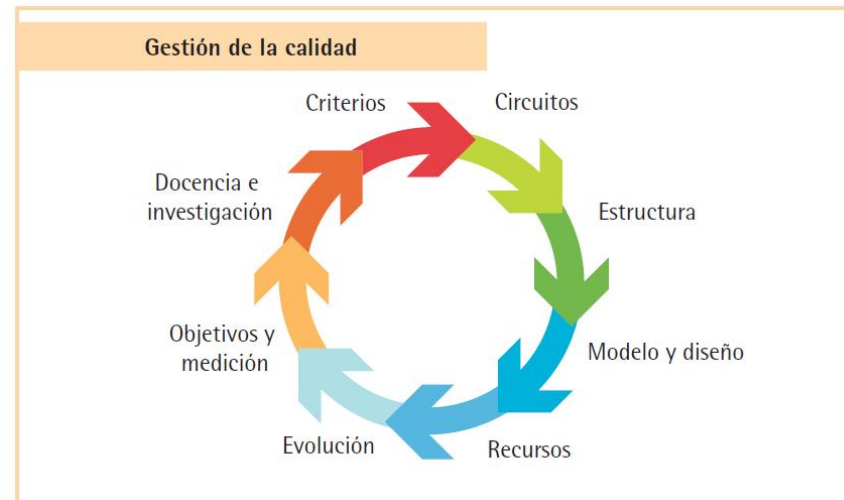 Gestión de la calidad
Criterios
Circuitos
Docencia e
investigación
Estructura
Objetivos y
medición
Modelo y diseño
Evolución
Recursos